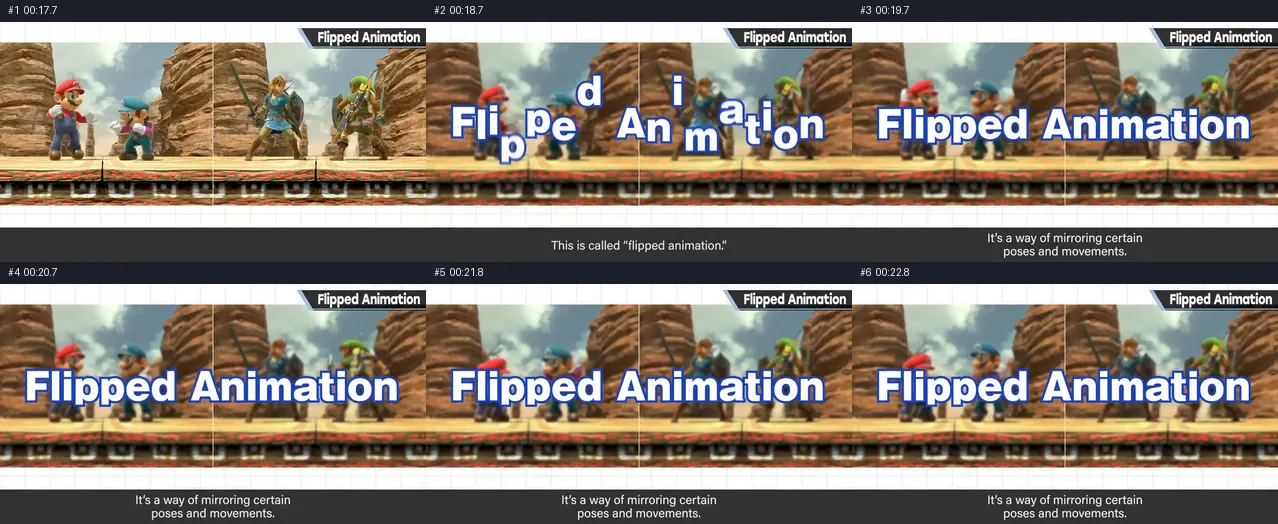 #1 00:17.7
Flipped Animation
#2 00:18.7
Flipped Animation
Flipped Animation
This is called “flipped animation.”
#3 00:19.7
Flipped Animation
Flipped Animation
It’s a way of mirroring certain
poses and movements.
#4 00:20.7
Flipped Animation
Flipped Animation
It’s a way of mirroring certain
poses and movements.
#5 00:21.8
Flipped Animation
Flipped Animation
It’s a way of mirroring certain
poses and movements.
#6 00:22.8
Flipped Animation
Flipped Animation
It’s a way of mirroring certain
poses and movements.